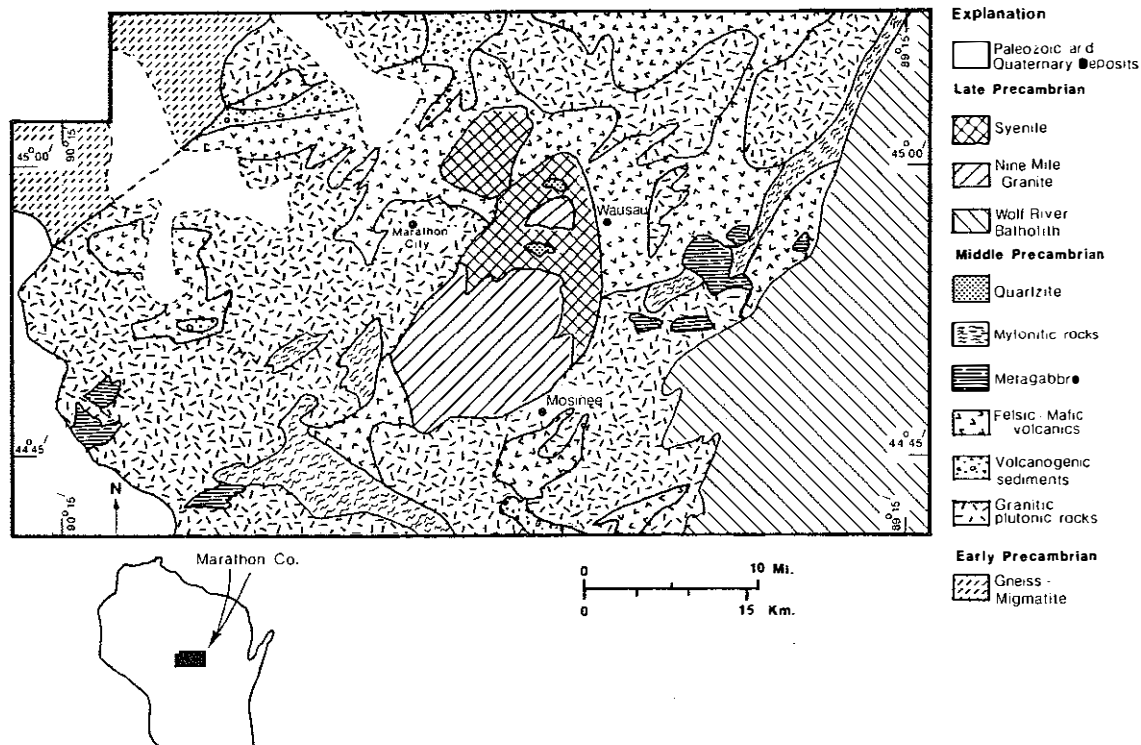 Explanation
Paleozoic and
Quaternary Deposits
Late Precambrian
Syenite
Nine Mile
Granite
Wolf River
Batholith
Middle Precambrian
Quartzite
Mylonitic rocks
Metagabbro
Felsic-Mafic
volcanics
Volcanogenic
sediments
Granitic
plutonic rocks
Early Precambrian
Gneiss-
Migmatite
89°15'
45°00'
90°15'
45°00'
Marathon
City
Wausau
Mosinee
44°45'
44°45'
N
90°15
89°15
Marathon Co.
0 10 Mi.
0 15 Km.